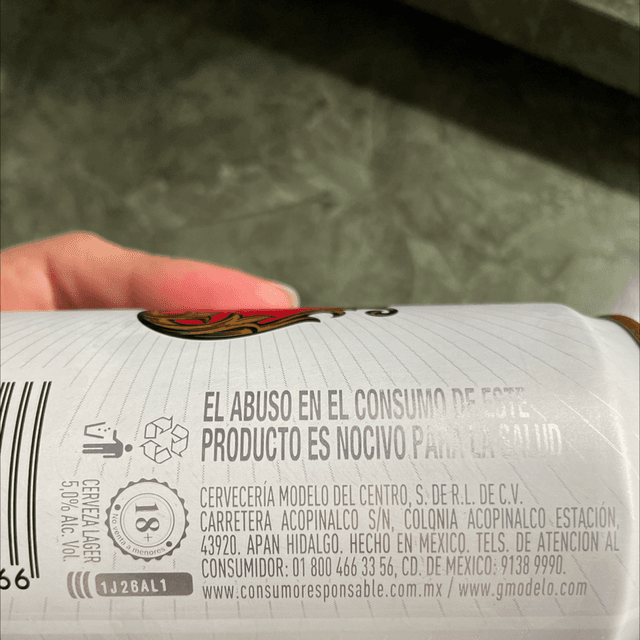 EL ABUSO EN EL CONSUMO DE ESTE
PRODUCTO ES NOCIVO PARA LA SALUD
CERVECERÍA MODELO DEL CENTRO, S. DE R.L. DE C.V.
CARRETERA ACOPINALCO S/N, COLONIA ACOPINALCO ESTACIÓN,
43920. APAN HIDALGO. HECHO EN MEXICO. TELS. DE ATENCION AL
CONSUMIDOR: 01 800 466 33 56, CD. DE MEXICO: 9138 9990.
www.consumoresponsable.com.mx / www.gmodelo.com
CERVEZA LAGER
5,0% Alc. Vol.
18+
No venta a menores
1J26AL1
66